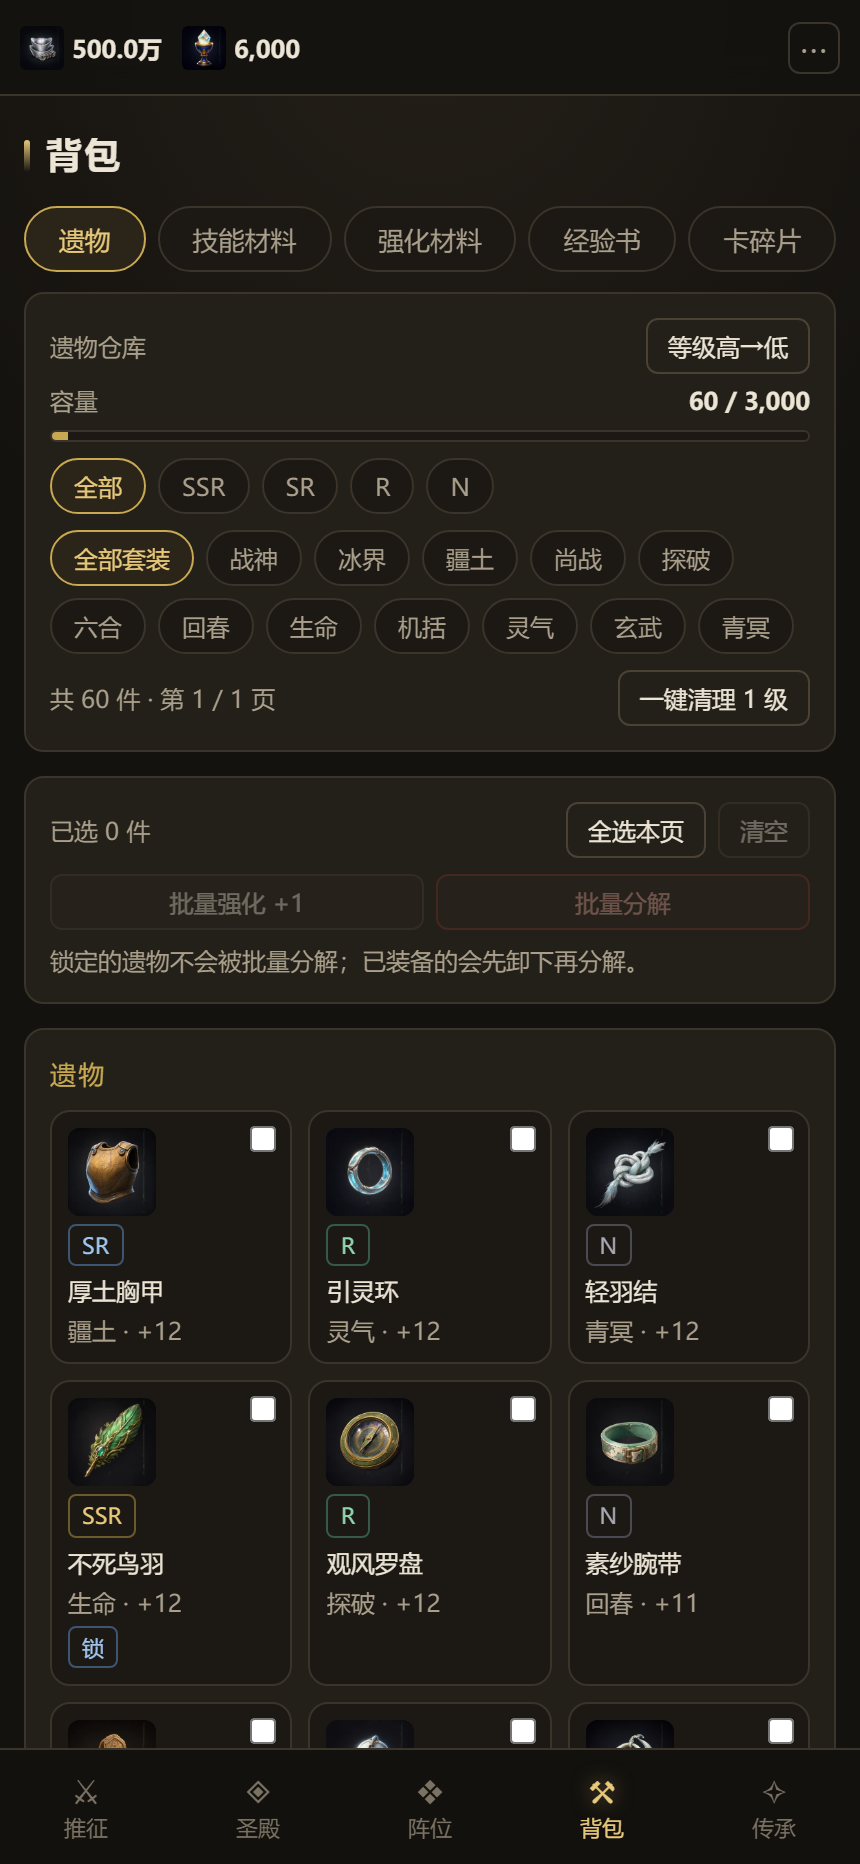 500.0万 6,000 ...
背包
遗物 技能材料 强化材料 经验书 卡碎片
遗物仓库 等级高→低
容量 60 / 3,000
全部 SSR SR R N
全部套装 战神 冰界 疆土 尚战 探破
六合 回春 生命 机括 灵气 玄武 青冥
共 60 件 · 第 1 / 1 页 一键清理 1 级
已选 0 件 全选本页 清空
批量强化 +1 批量分解
锁定的遗物不会被批量分解；已装备的会先卸下再分解。
遗物
SR R N
厚土胸甲 引灵环 轻羽结
疆土 · +12 灵气 · +12 青冥 · +12
SSR R N
不死鸟羽 观风罗盘 素纱腕带
生命 · +12 探破 · +12 回春 · +11
锁
推征 圣殿 阵位 背包 传承